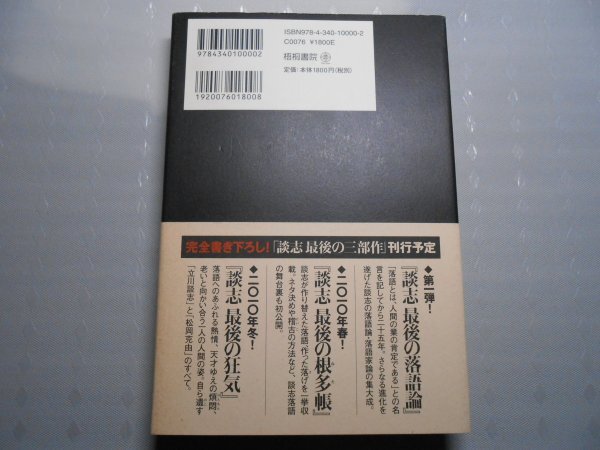 ISBN978-4-340-10000-2
C0076 ¥1800E
梧桐書院
定価:本体1800円(税別)
9784340100002
1920076018008
完全書き下ろし!「談志 最後の三部作」刊行予定
◆第一弾!
『談志 最後の落語論』
「落語とは、人間の業の肯定である」との名
言を記してから二十五年。さらなる進化を
遂げた談志の落語論・落語家論の集大成。
◆二〇一〇年春!
『談志 最後の根多帳』
談志が作り替えた落語、作った落げを一挙収
載。ネタ決めや稽古の方法など、談志落語
の舞台裏も初公開。
◆二〇一〇年冬!
『談志 最後の狂気』
落語へのあふれる熱情、天才ゆえの煩悶、
老いと向かい合う一人の人間の姿。自ら遺す
「立川談志」と「松岡克由」のすべて。